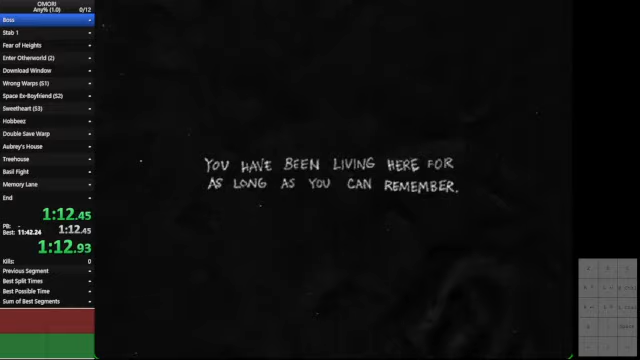 OMORI
Any% (1.0)
0/12
Boss -
Stab 1 -
Fear of Heights -
Enter Otherworld (2) -
Download Window -
Wrong Warps (S1) -
Space Ex-Boyfriend (S2) -
Sweetheart (S3) -
Hobbeez -
Double Save Warp -
Aubrey's House -
Treehouse -
Basil Fight -
Memory Lane -
End -
1:12.45
PB: - 1:12.45
Best: 11:42.24
1:12.93
Kills: 0
Previous Segment -
Best Split Times -
Best Possible Time -
Sum of Best Segments -
YOU HAVE BEEN LIVING HERE FOR
AS LONG AS YOU CAN REMEMBER.